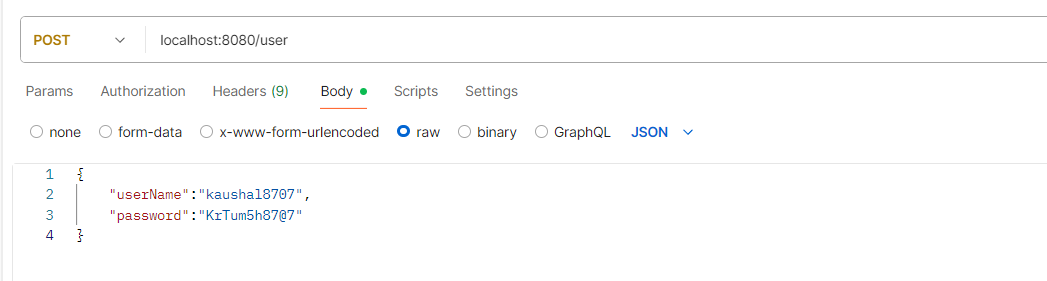 POST localhost:8080/user
Params Authorization Headers (9) Body Scripts Settings
none form-data x-www-form-urlencoded raw binary GraphQL JSON
1 {
2 "userName":"kaushal8707",
3 "password":"KrTum5h87@7"
4 }